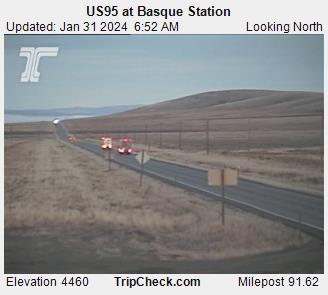 US95 at Basque Station
Updated: Jan 31 2024 6:52 AM Looking North
Elevation 4460 TripCheck.com Milepost 91.62